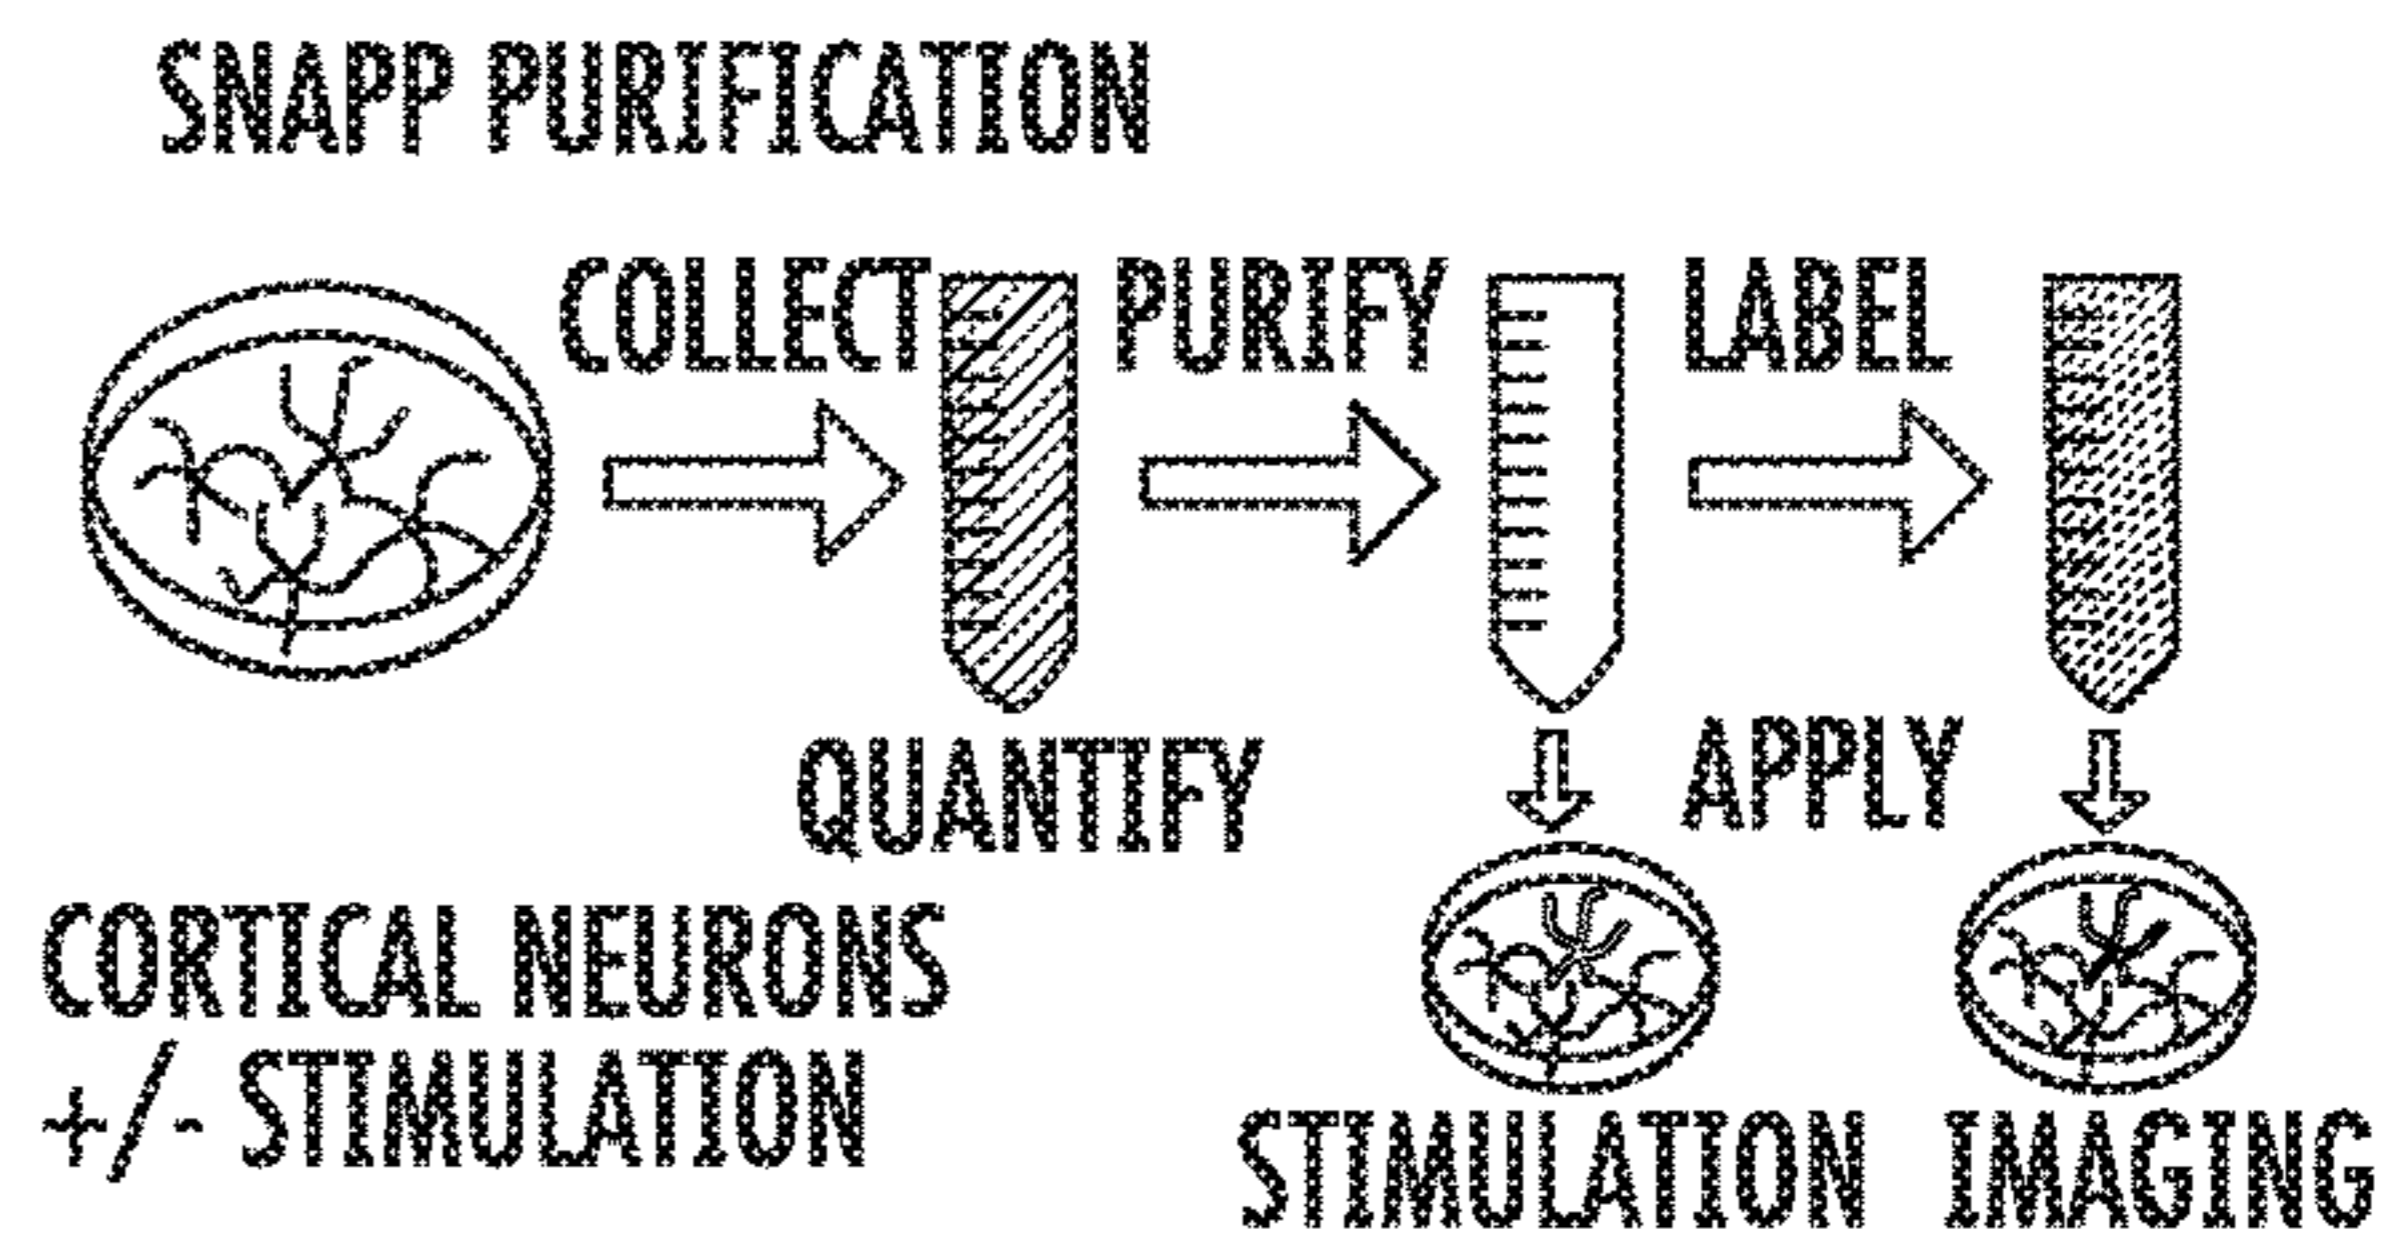 SNAPP PURIFICATION
COLLECT
PURIFY
LABEL
QUANTIFY
APPLY
CORTICAL NEURONS
+/- STIMULATION
STIMULATION
IMAGING